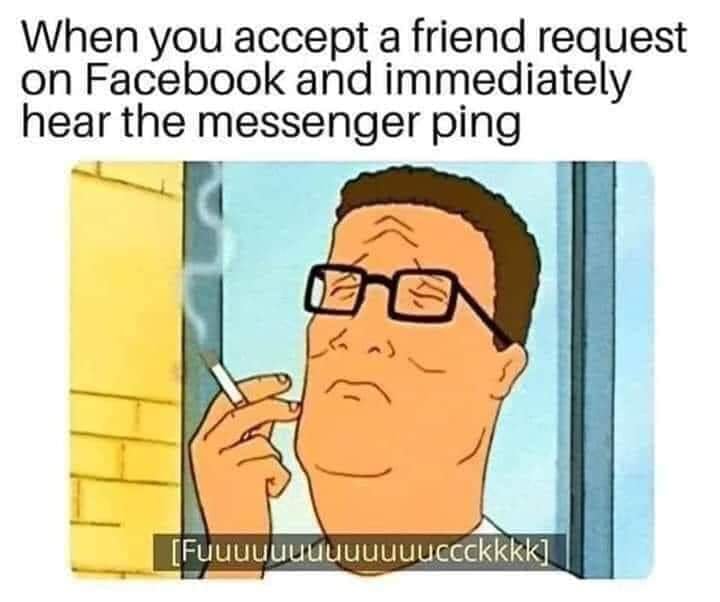 When you accept a friend request
on Facebook and immediately
hear the messenger ping
[Fuuuuuuuuuuuuuccckkkk]